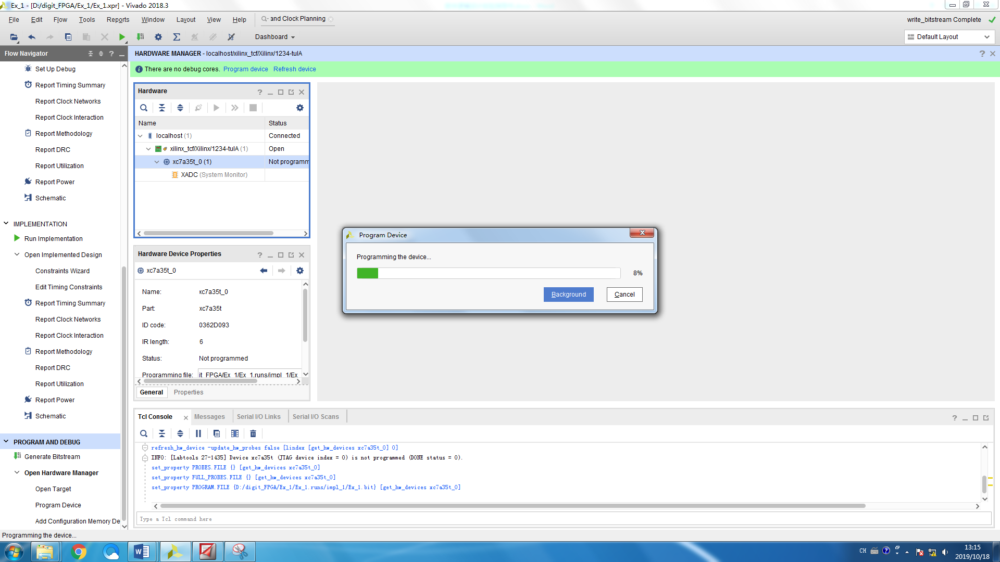 Ex_1 - [D:/digit_FPGA/Ex_1/Ex_1.xpr] - Vivado 2018.3
File Edit Flow Tools Reports Window Layout View Help and Clock Planning
write_bitstream Complete
Dashboard
Default Layout
Flow Navigator
HARDWARE MANAGER - localhost/xilinx_tcf/Xilinx/1234-tulA
There are no debug cores. Program device Refresh device
Set Up Debug
Report Timing Summary
Report Clock Networks
Report Clock Interaction
Report Methodology
Report DRC
Report Utilization
Report Power
Schematic
IMPLEMENTATION
Run Implementation
Open Implemented Design
Constraints Wizard
Edit Timing Constraints
Report Timing Summary
Report Clock Networks
Report Clock Interaction
Report Methodology
Report DRC
Report Utilization
Report Power
Schematic
PROGRAM AND DEBUG
Generate Bitstream
Open Hardware Manager
Open Target
Program Device
Add Configuration Memory De
Hardware
Name Status
localhost (1) Connected
xilinx_tcf/Xilinx/1234-tulA (1) Open
xc7a35t_0 (1) Not programm
XADC (System Monitor)
Hardware Device Properties
xc7a35t_0
Name: xc7a35t_0
Part: xc7a35t
ID code: 0362D093
IR length: 6
Status: Not programmed
Programming file: it_FPGA/Ex_1/Ex_1.runs/impl_1/Ex
General Properties
Program Device
Programming the device...
8%
Background Cancel
Tcl Console Messages Serial I/O Links Serial I/O Scans
refresh_hw_device -update_hw_probes false [lindex [get_hw_devices xc7a35t_0] 0]
INFO: [Labtools 27-1435] Device xc7a35t (JTAG device index = 0) is not programmed (DONE status = 0).
set_property PROBES.FILE {} [get_hw_devices xc7a35t_0]
set_property FULL_PROBES.FILE {} [get_hw_devices xc7a35t_0]
set_property PROGRAM.FILE {D:/digit_FPGA/Ex_1/Ex_1.runs/impl_1/Ex_1.bit} [get_hw_devices xc7a35t_0]
Type a Tcl command here
Programming the device...
CH
13:15
2019/10/18